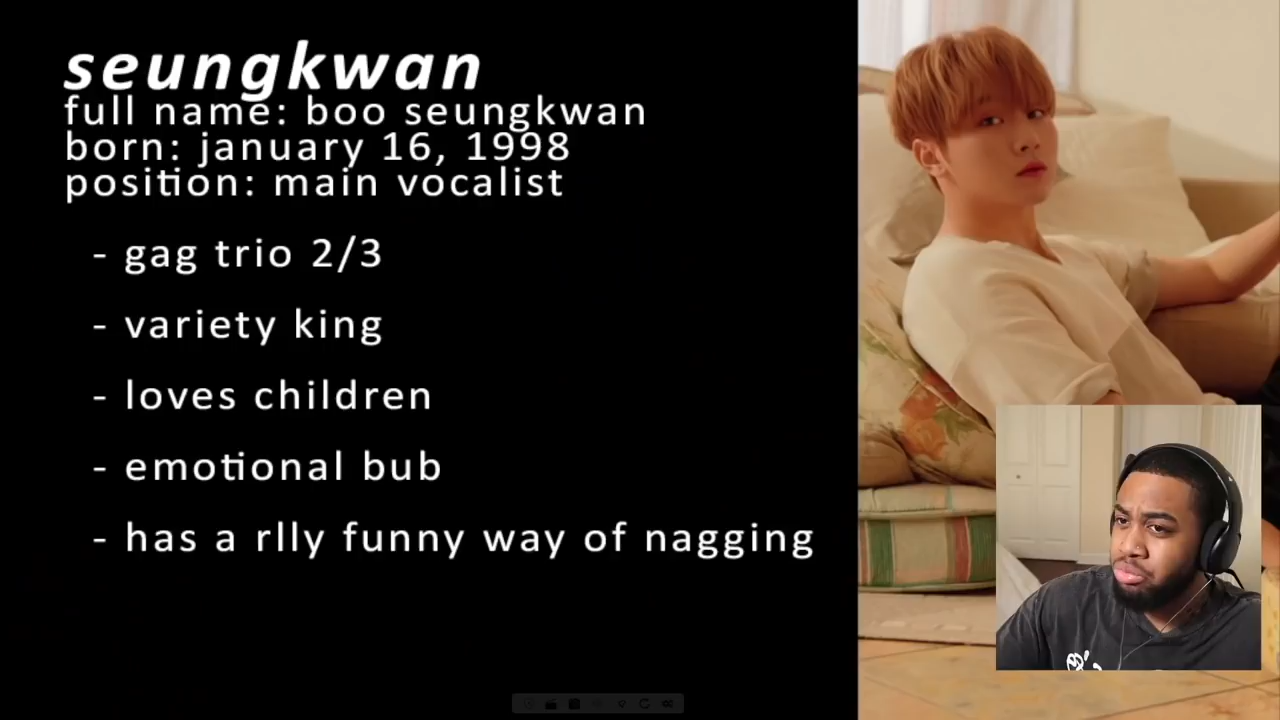 seungkwan
full name: boo seungkwan
born: january 16, 1998
position: main vocalist
- gag trio 2/3
- variety king
- loves children
- emotional bub
- has a rlly funny way of nagging